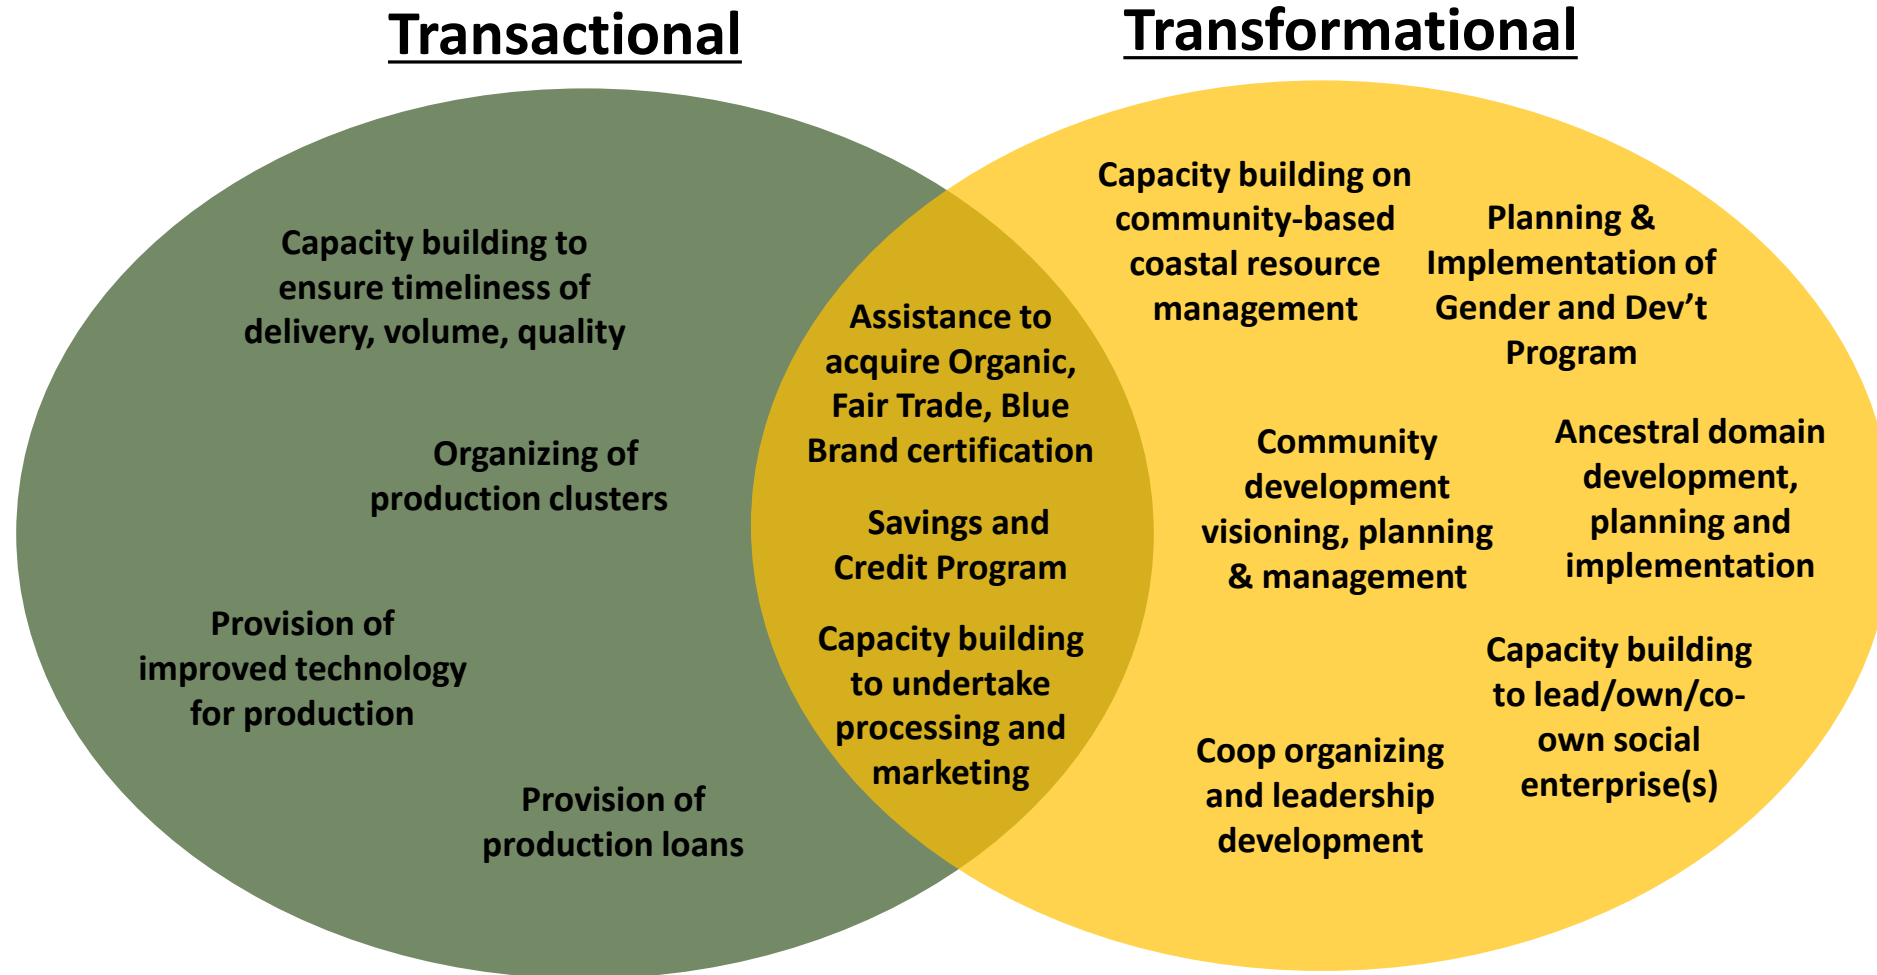 Transactional
Transformational
Capacity building to
ensure timeliness of
delivery, volume, quality
Organizing of
production clusters
Provision of
improved technology
for production
Provision of
production loans
Assistance to
acquire Organic,
Fair Trade, Blue
Brand certification
Savings and
Credit Program
Capacity building
to undertake
processing and
marketing
Capacity building on
community-based
coastal resource
management
Planning &
Implementation of
Gender and Dev’t
Program
Community
development
visioning, planning
& management
Ancestral domain
development,
planning and
implementation
Coop organizing
and leadership
development
Capacity building
to lead/own/co-
own social
enterprise(s)